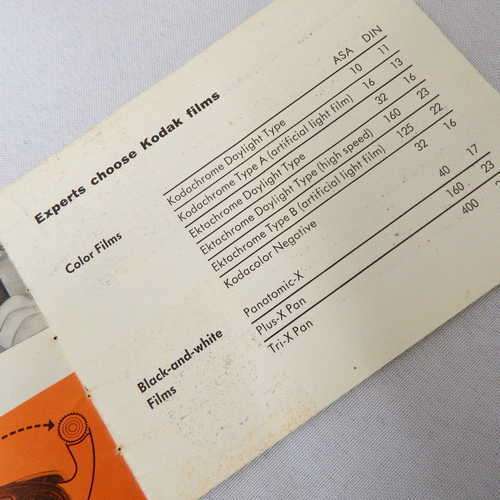 Experts choose Kodak films
ASA DIN
Color Films
Kodachrome Daylight Type 10 11
Kodachrome Type A (artificial light film) 16 13
Ektachrome Daylight Type 32 16
Ektachrome Daylight Type (high speed) 160 23
Ektachrome Type B (artificial light film) 125 22
Kodacolor Negative 32 16
Black-and-white
Films
Panatomic-X 40 17
Plus-X Pan 160 23
Tri-X Pan 400